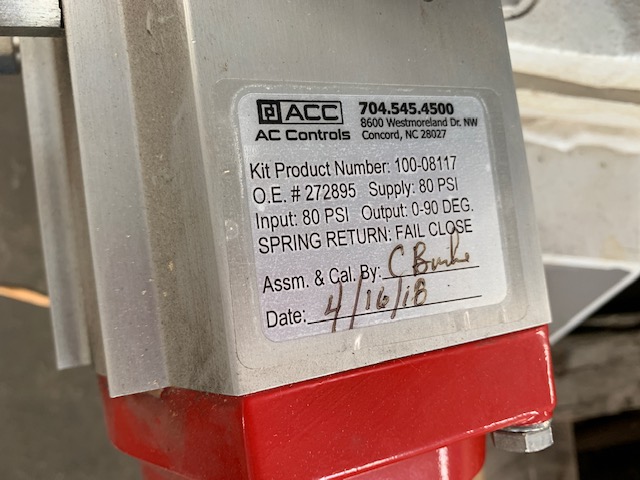 ACC 704.545.4500
8600 Westmoreland Dr. NW
AC Controls Concord, NC 28027
Kit Product Number: 100-08117
O.E. # 272895 Supply: 80 PSI
Input: 80 PSI Output: 0-90 DEG.
SPRING RETURN: FAIL CLOSE
Assm. & Cal. By: C Burke
Date: 4/16/18